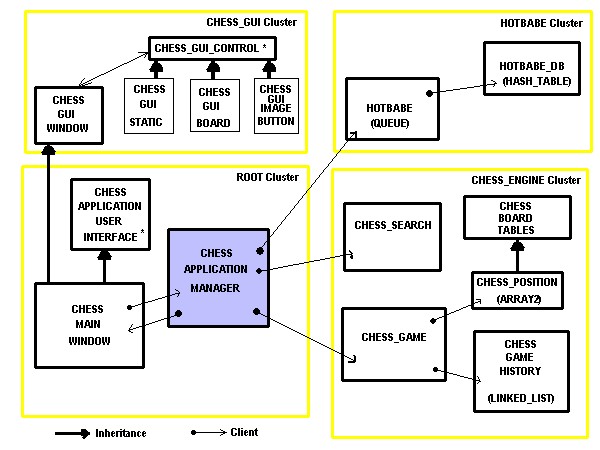 CHESS_GUI Cluster
CHESS_GUI_CONTROL *
CHESS
GUI
WINDOW
CHESS
GUI
STATIC
CHESS
GUI
BOARD
CHESS
GUI
IMAGE
BUTTON
HOTBABE Cluster
HOTBABE_DB
(HASH_TABLE)
HOTBABE
(QUEUE)
ROOT Cluster
CHESS
APPLICATION
USER
INTERFACE *
CHESS
APPLICATION
MANAGER
CHESS
MAIN
WINDOW
CHESS_ENGINE Cluster
CHESS_SEARCH
CHESS
BOARD
TABLES
CHESS_POSITION
(ARRAY2)
CHESS_GAME
CHESS
GAME
HISTORY
(LINKED_LIST)
Inheritance
Client